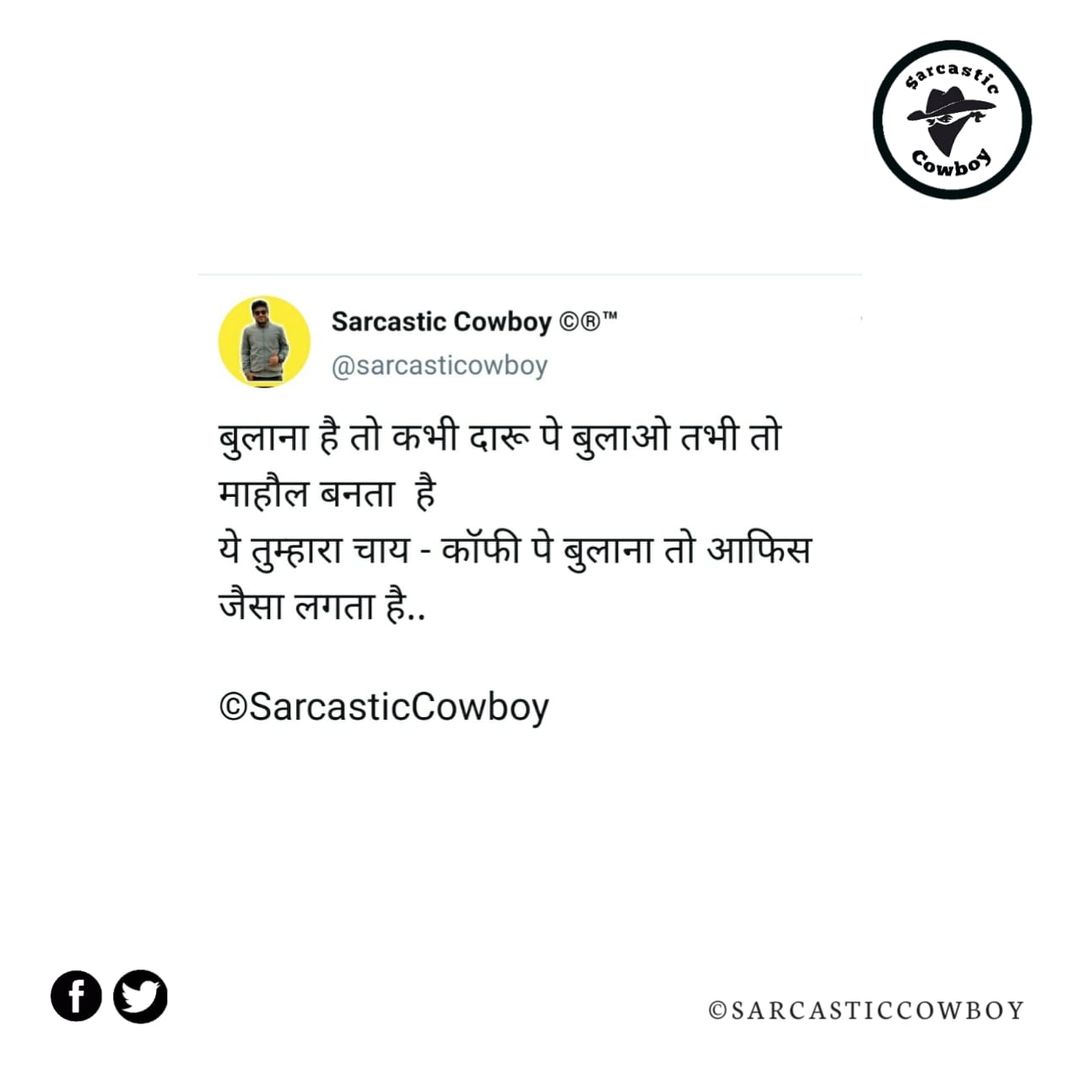 Sarcastic
Cowboy
Sarcastic Cowboy ©®™
@sarcasticowboy
बुलाना है तो कभी दारू पे बुलाओ तभी तो
माहौल बनता  है
ये तुम्हारा चाय - कॉफी पे बुलाना तो आफिस
जैसा लगता है..
©SarcasticCowboy
©SARCASTICCOWBOY